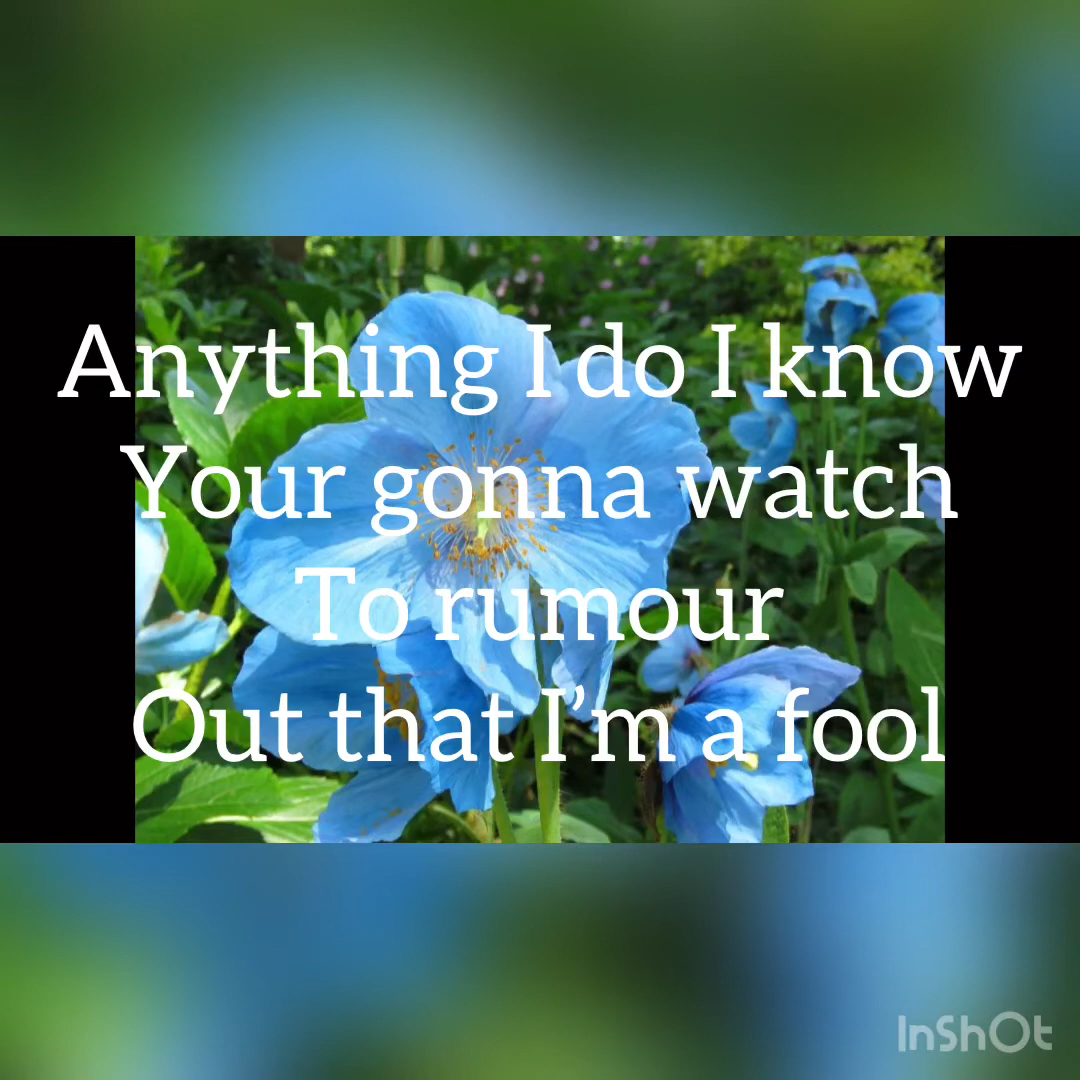 Anything I do I know
Your gonna watch
To rumour
Out that I’m a fool
InShOt